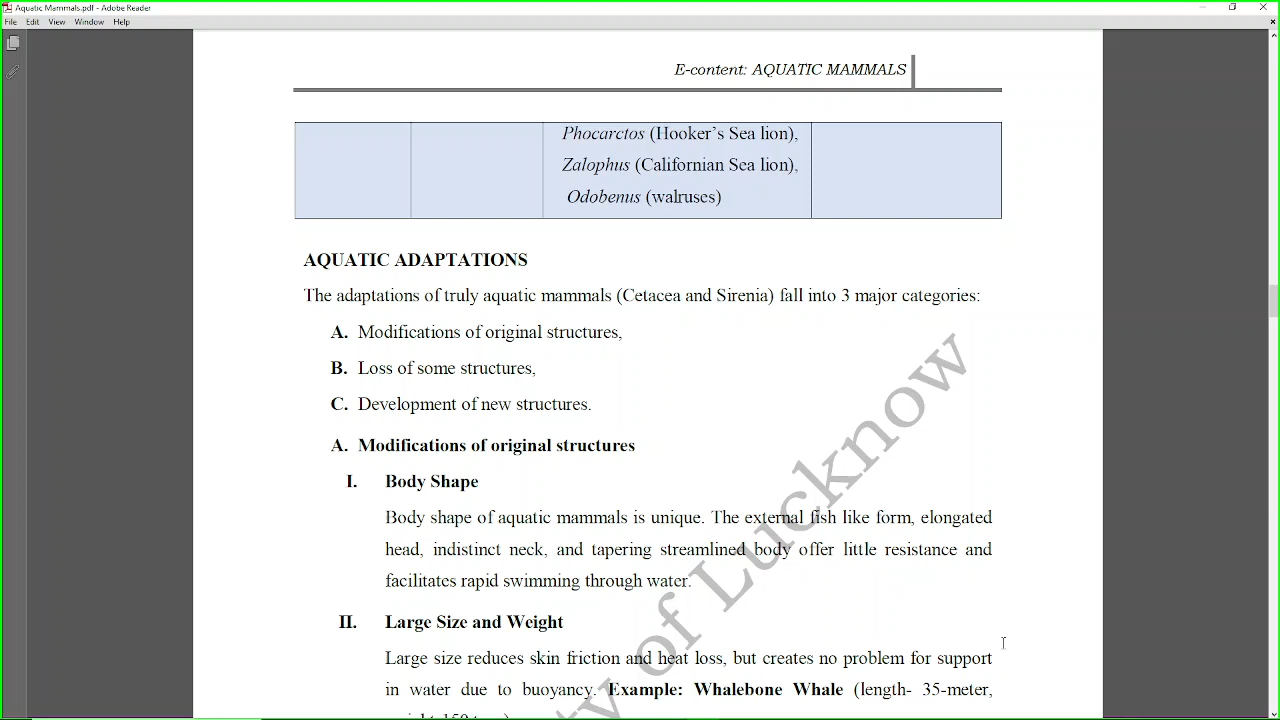 Aquatic Mammals.pdf - Adobe Reader
File Edit View Window Help
E-content: AQUATIC MAMMALS
Phocarctos (Hooker’s Sea lion),
Zalophus (Californian Sea lion),
Odobenus (walruses)
AQUATIC ADAPTATIONS
The adaptations of truly aquatic mammals (Cetacea and Sirenia) fall into 3 major categories:
A. Modifications of original structures,
B. Loss of some structures,
C. Development of new structures.
A. Modifications of original structures
I. Body Shape
Body shape of aquatic mammals is unique. The external fish like form, elongated
head, indistinct neck, and tapering streamlined body offer little resistance and
facilitates rapid swimming through water.
II. Large Size and Weight
Large size reduces skin friction and heat loss, but creates no problem for support
in water due to buoyancy. Example: Whalebone Whale (length- 35-meter,
ty of Lucknow